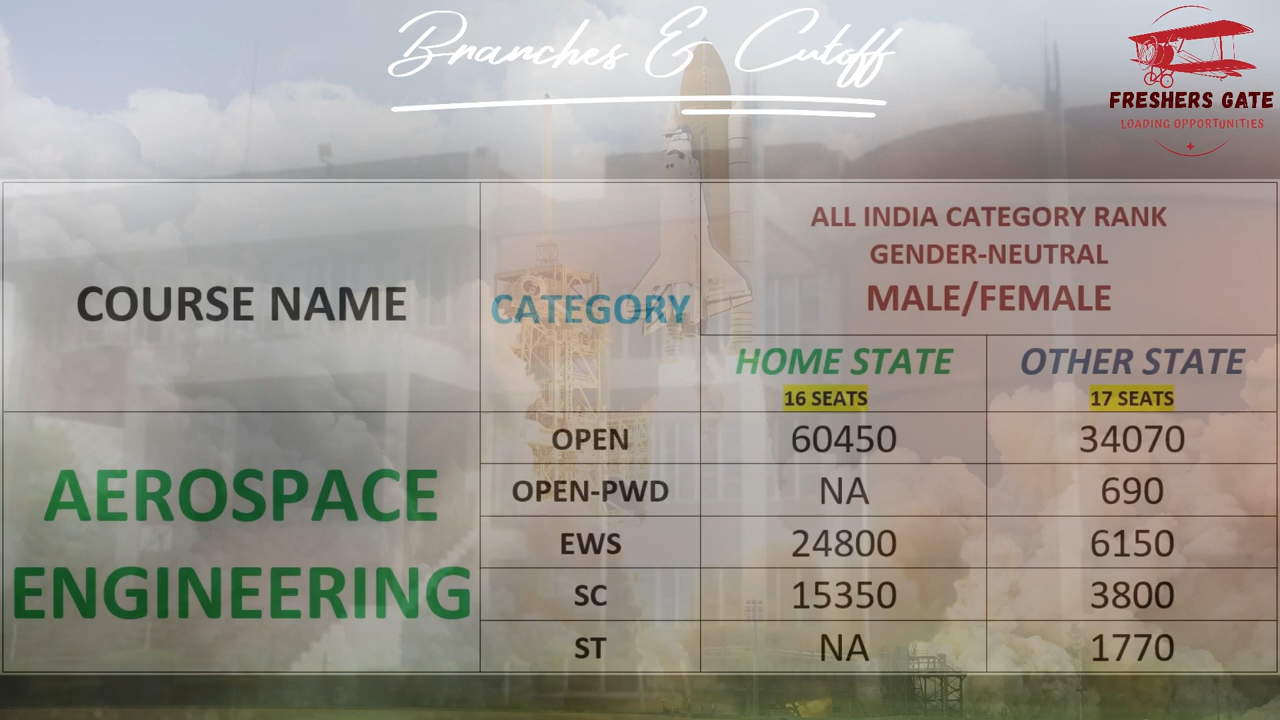 Branches & Cutoff
FRESHERS GATE
LOADING OPPORTUNITIES
COURSE NAME
CATEGORY
ALL INDIA CATEGORY RANK
GENDER-NEUTRAL
MALE/FEMALE
HOME STATE
16 SEATS
OTHER STATE
17 SEATS
AEROSPACE
ENGINEERING
OPEN 60450 34070
OPEN-PWD NA 690
EWS 24800 6150
SC 15350 3800
ST NA 1770